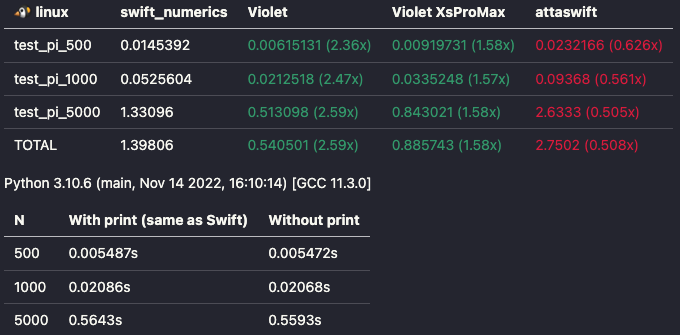 🐧 linux swift_numerics Violet Violet XsProMax attaswift
test_pi_500 0.0145392 0.00615131 (2.36x) 0.00919731 (1.58x) 0.0232166 (0.626x)
test_pi_1000 0.0525604 0.0212518 (2.47x) 0.0335248 (1.57x) 0.09368 (0.561x)
test_pi_5000 1.33096 0.513098 (2.59x) 0.843021 (1.58x) 2.6333 (0.505x)
TOTAL 1.39806 0.540501 (2.59x) 0.885743 (1.58x) 2.7502 (0.508x)
Python 3.10.6 (main, Nov 14 2022, 16:10:14) [GCC 11.3.0]
N With print (same as Swift) Without print
500 0.005487s 0.005472s
1000 0.02086s 0.02068s
5000 0.5643s 0.5593s